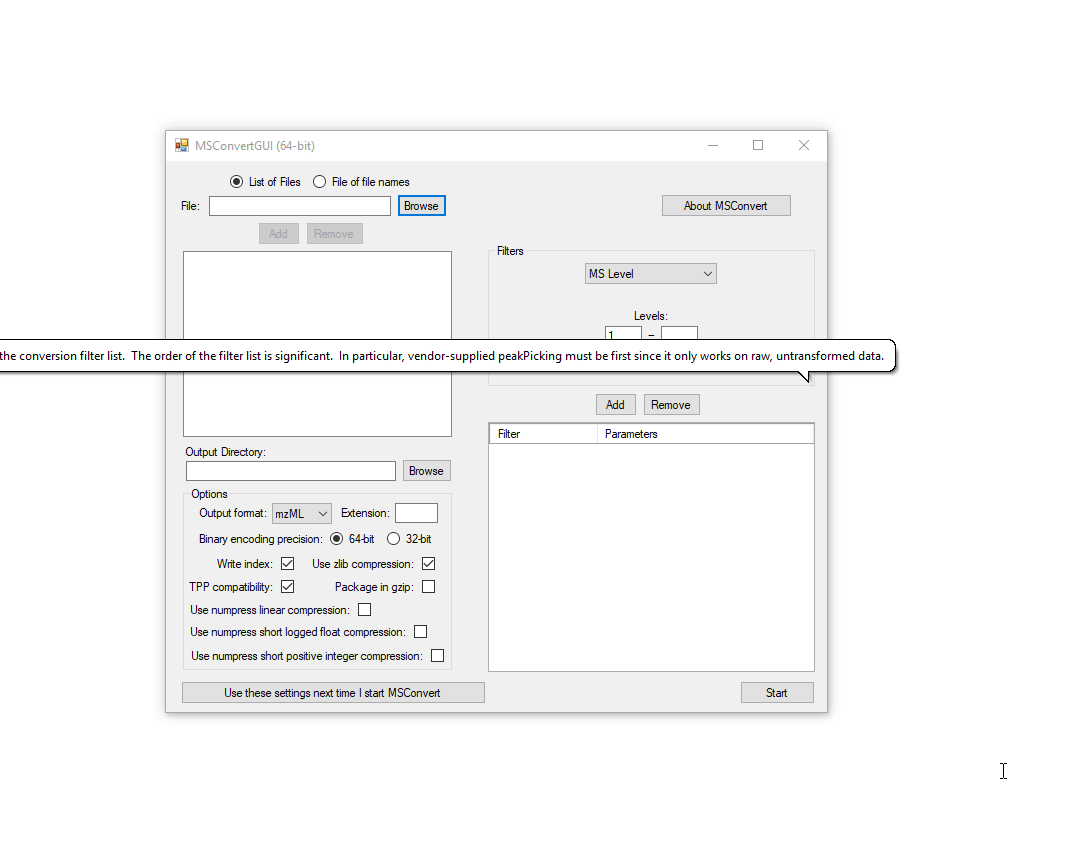 MSConvertGUI (64-bit)
List of Files File of file names
File: Browse About MSConvert
Add Remove
Filters
MS Level
Levels:
1 –
the conversion filter list. The order of the filter list is significant. In particular, vendor-supplied peakPicking must be first since it only works on raw, untransformed data.
Add Remove
Filter Parameters
Output Directory:
Browse
Options
Output format: mzML Extension:
Binary encoding precision: 64-bit 32-bit
Write index: Use zlib compression:
TPP compatibility: Package in gzip:
Use numpress linear compression:
Use numpress short logged float compression:
Use numpress short positive integer compression:
Use these settings next time I start MSConvert Start